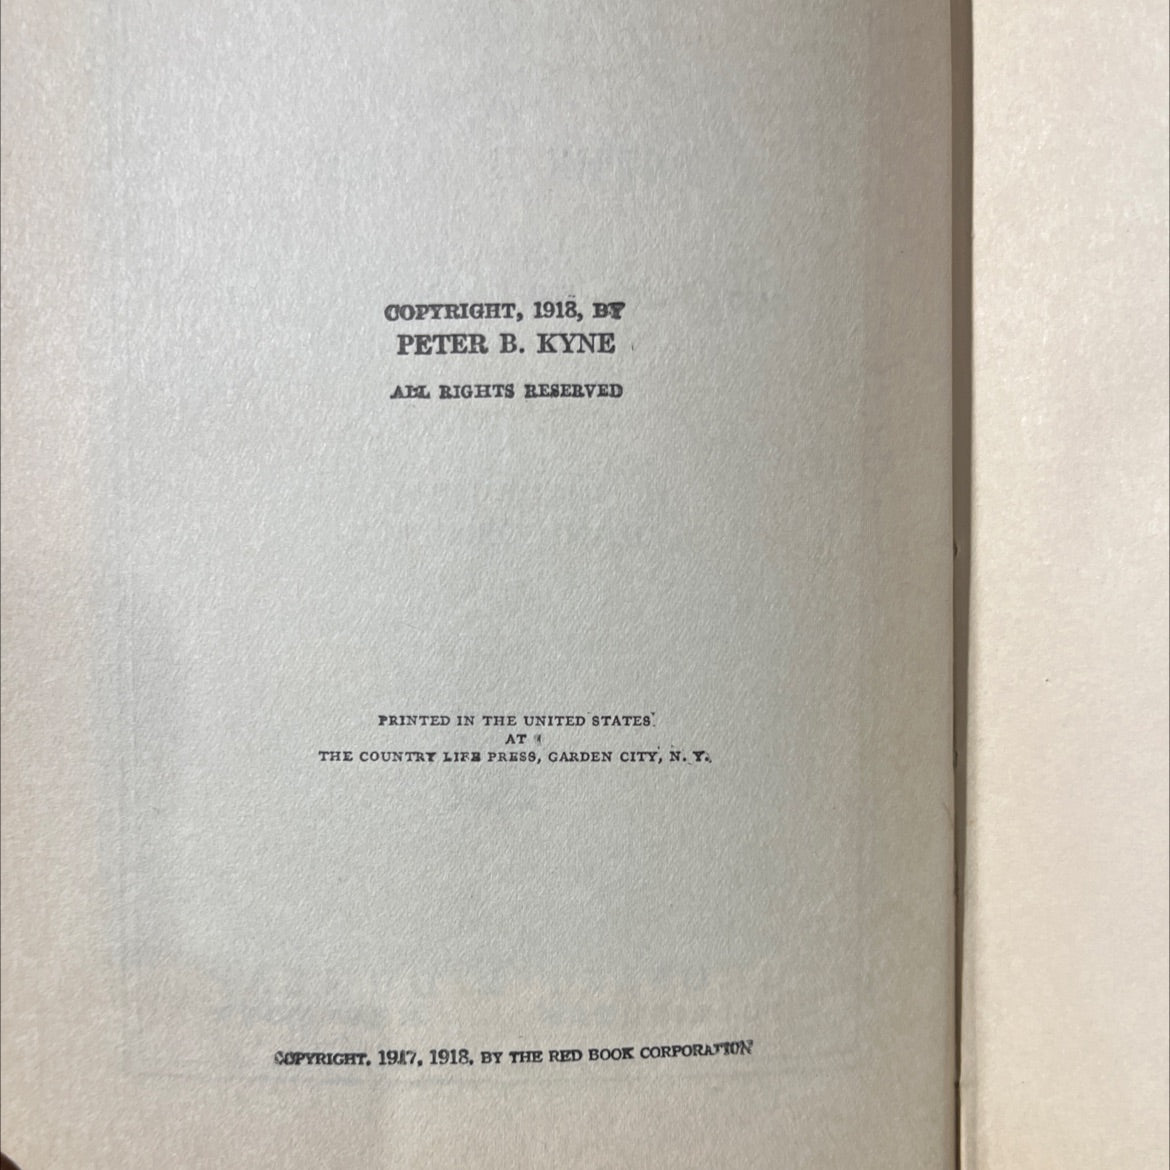 COPYRIGHT, 1918, BY
PETER B. KYNE
ALL RIGHTS RESERVED
PRINTED IN THE UNITED STATES
AT
THE COUNTRY LIFE PRESS, GARDEN CITY, N. Y.
COPYRIGHT, 1917, 1918, BY THE RED BOOK CORPORATION